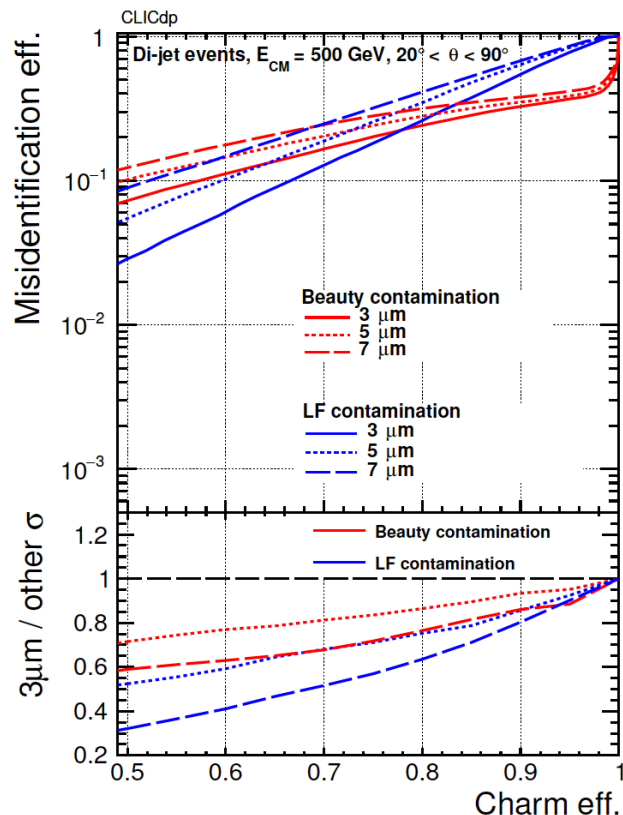 CLICdp
Di-jet events, E_CM = 500 GeV, 20° < θ < 90°
Misidentification eff.
1
10⁻¹
10⁻²
10⁻³
Beauty contamination
3 μm
5 μm
7 μm
LF contamination
3 μm
5 μm
7 μm
3μm / other σ
1.2
1
0.8
0.6
0.4
0.2
Beauty contamination
LF contamination
0.5 0.6 0.7 0.8 0.9 1
Charm eff.